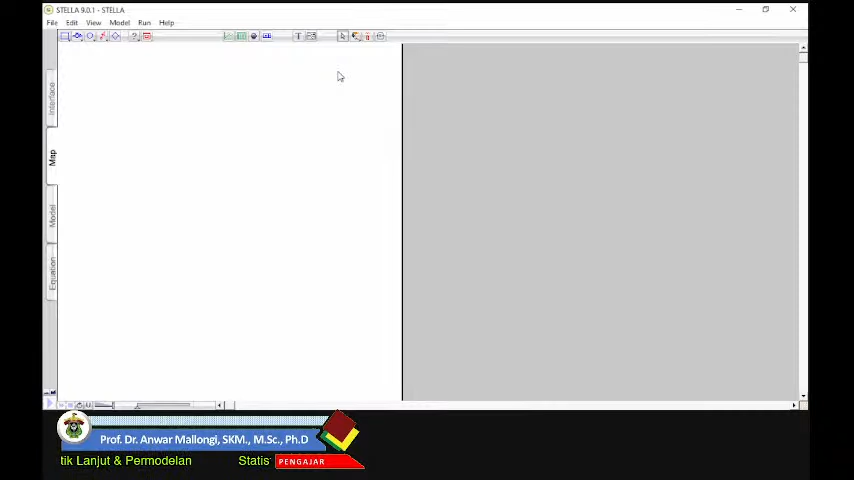 STELLA 9.0.1 - STELLA
File Edit View Model Run Help
T
Interface
Map
Model
Equation
Prof. Dr. Anwar Mallongi, SKM., M.Sc., Ph.D
tik Lanjut & Permodelan Statis
PENGAJAR